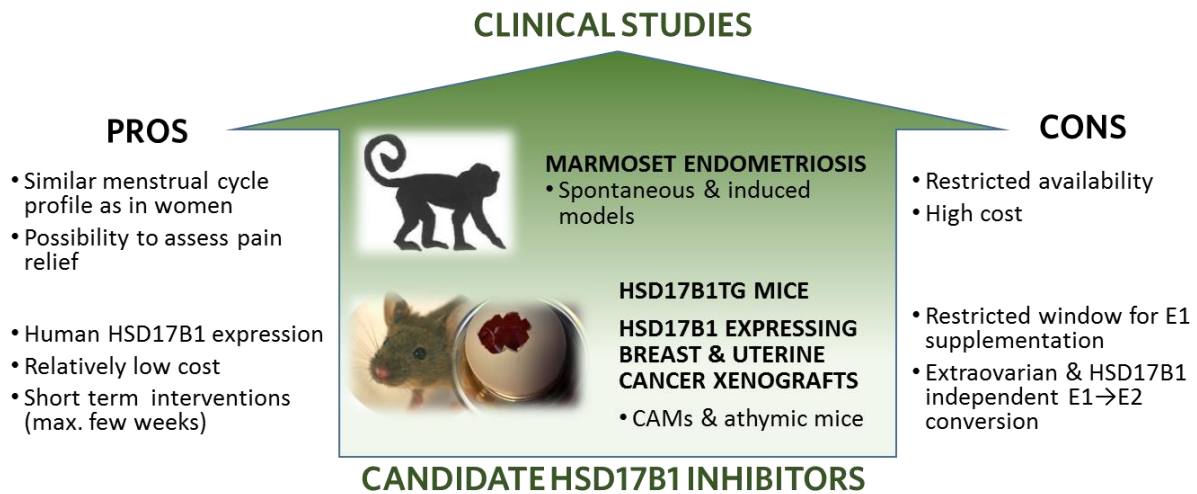 CLINICAL STUDIES
PROS
• Similar menstrual cycle
profile as in women
• Possibility to assess pain
relief
• Human HSD17B1 expression
• Relatively low cost
• Short term interventions
(max. few weeks)
MARMOSET ENDOMETRIOSIS
• Spontaneous & induced
models
HSD17B1TG MICE
HSD17B1 EXPRESSING
BREAST & UTERINE
CANCER XENOGRAFTS
• CAMs & athymic mice
CONS
• Restricted availability
• High cost
• Restricted window for E1
supplementation
• Extraovarian & HSD17B1
independent E1→E2
conversion
CANDIDATE HSD17B1 INHIBITORS